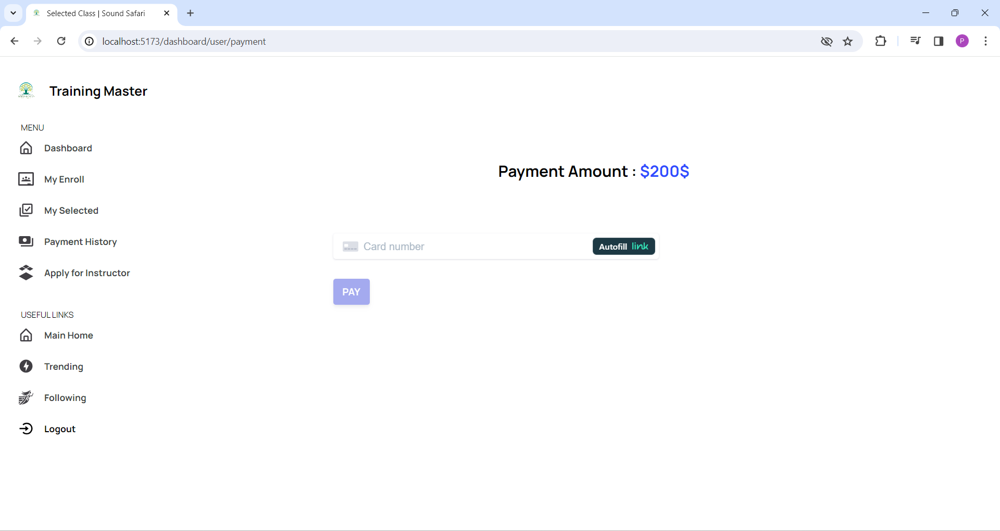 Selected Class | Sound Safari
localhost:5173/dashboard/user/payment
P
Training Master
MENU
Dashboard
My Enroll
My Selected
Payment History
Apply for Instructor
USEFUL LINKS
Main Home
Trending
Following
Logout
Payment Amount : $200$
Card number
Autofill link
PAY